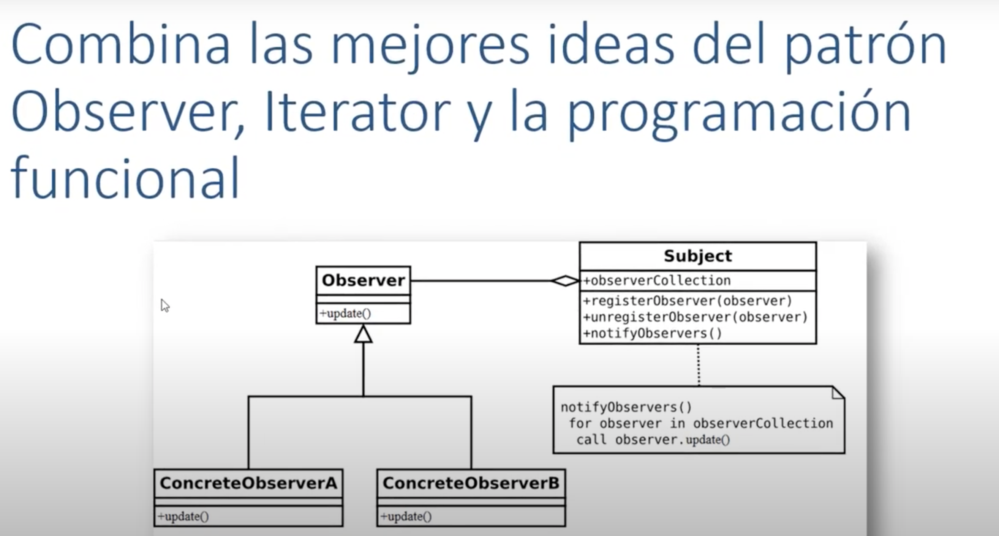 Combina las mejores ideas del patrón
Observer, Iterator y la programación
funcional
Observer
+update()
Subject
+observerCollection
+registerObserver(observer)
+unregisterObserver(observer)
+notifyObservers()
notifyObservers()
for observer in observerCollection
call observer.update()
ConcreteObserverA
+update()
ConcreteObserverB
+update()